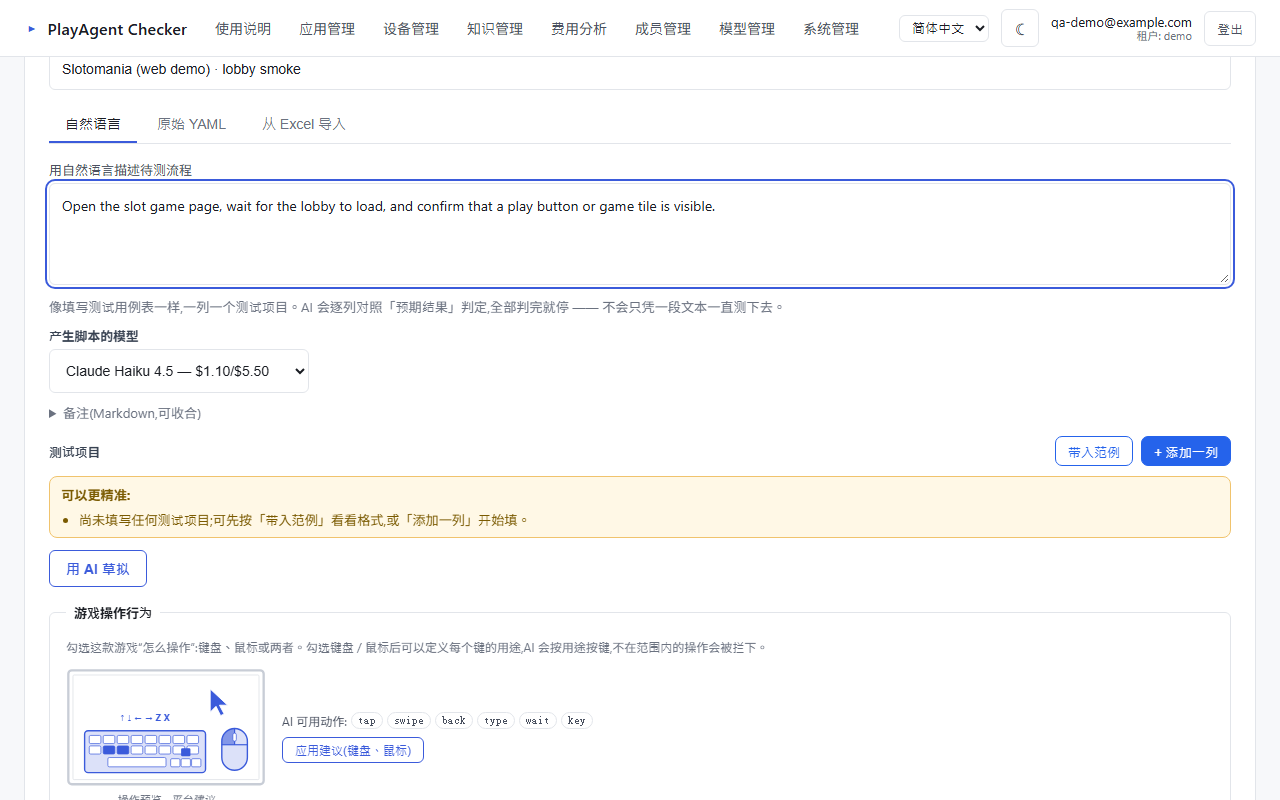 PlayAgent Checker 使用说明 应用管理 设备管理 知识管理 费用分析 成员管理 模型管理 系统管理 简体中文 qa-demo@example.com 登出
租户: demo
Slotomania (web demo) · lobby smoke
自然语言 原始 YAML 从 Excel 导入
用自然语言描述待测流程
Open the slot game page, wait for the lobby to load, and confirm that a play button or game tile is visible.
像填写测试用例表一样,一列一个测试项目。AI 会逐列对照「预期结果」判定,全部判完就停 —— 不会只凭一段文本一直测下去。
产生脚本的模型
Claude Haiku 4.5 — $1.10/$5.50
备注(Markdown,可收合)
测试项目 带入范例 + 添加一列
可以更精准:
尚未填写任何测试项目;可先按「带入范例」看看格式,或「添加一列」开始填。
用 AI 草拟
游戏操作行为
勾选这款游戏“怎么操作”:键盘、鼠标或两者。勾选键盘 / 鼠标后可以定义每个键的用途,AI 会按用途按键,不在范围内的操作会被拦下。
↑↓←→ZX
AI 可用动作: tap swipe back type wait key
应用建议(键盘、鼠标)